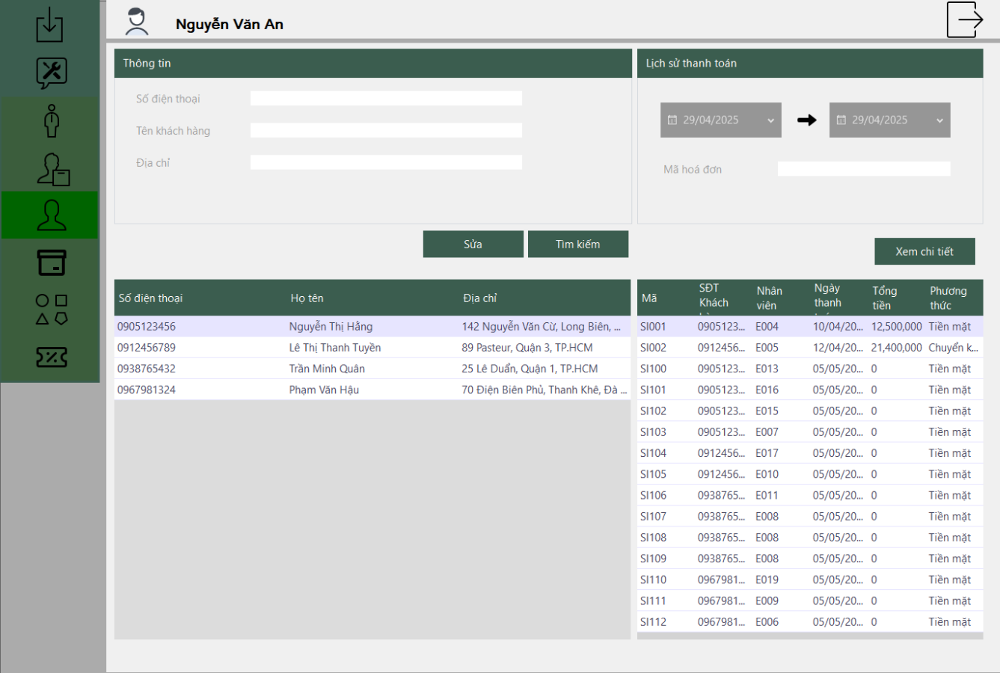 Nguyễn Văn An
Thông tin
Số điện thoại
Tên khách hàng
Địa chỉ
Sửa
Tìm kiếm
Lịch sử thanh toán
29/04/2025
29/04/2025
Mã hoá đơn
Xem chi tiết
Số điện thoại Họ tên Địa chỉ
0905123456 Nguyễn Thị Hằng 142 Nguyễn Văn Cừ, Long Biên, ...
0912456789 Lê Thị Thanh Tuyền 89 Pasteur, Quận 3, TP.HCM
0938765432 Trần Minh Quân 25 Lê Duẩn, Quận 1, TP.HCM
0967981324 Phạm Văn Hậu 70 Điện Biên Phủ, Thanh Khê, Đà ...
Mã SĐT Khách Nhân viên Ngày thanh Tổng tiền Phương thức
SI001 0905123... E004 10/04/20... 12,500,000 Tiền mặt
SI002 0912456... E005 12/04/20... 21,400,000 Chuyển k...
SI100 0938765... E013 05/05/20... 0 Tiền mặt
SI101 0905123... E016 05/05/20... 0 Tiền mặt
SI102 0905123... E015 05/05/20... 0 Tiền mặt
SI103 0905123... E007 05/05/20... 0 Tiền mặt
SI104 0912456... E017 05/05/20... 0 Tiền mặt
SI105 0912456... E010 05/05/20... 0 Tiền mặt
SI106 0938765... E011 05/05/20... 0 Tiền mặt
SI107 0938765... E008 05/05/20... 0 Tiền mặt
SI108 0938765... E008 05/05/20... 0 Tiền mặt
SI109 0938765... E008 05/05/20... 0 Tiền mặt
SI110 0967981... E019 05/05/20... 0 Tiền mặt
SI111 0967981... E009 05/05/20... 0 Tiền mặt
SI112 0967981... E006 05/05/20... 0 Tiền mặt